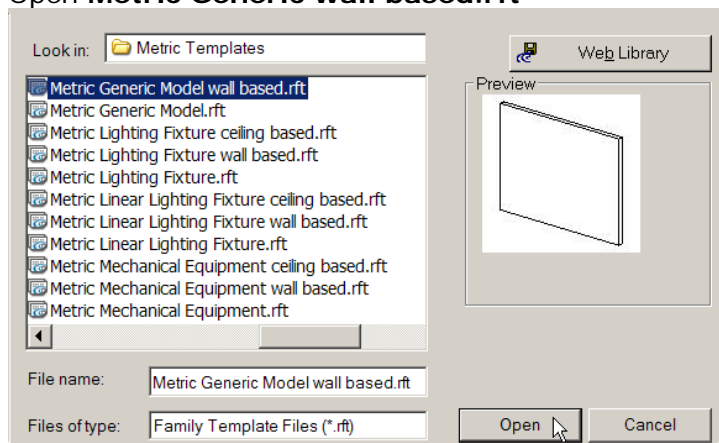 Open Metric Generic wall based.rft
Look in: Metric Templates
Web Library
Metric Generic Model wall based.rft
Metric Generic Model.rft
Metric Lighting Fixture ceiling based.rft
Metric Lighting Fixture wall based.rft
Metric Lighting Fixture.rft
Metric Linear Lighting Fixture ceiling based.rft
Metric Linear Lighting Fixture wall based.rft
Metric Linear Lighting Fixture.rft
Metric Mechanical Equipment ceiling based.rft
Metric Mechanical Equipment wall based.rft
Metric Mechanical Equipment.rft
Preview
File name: Metric Generic Model wall based.rft
Files of type: Family Template Files (*.rft)
Open Cancel